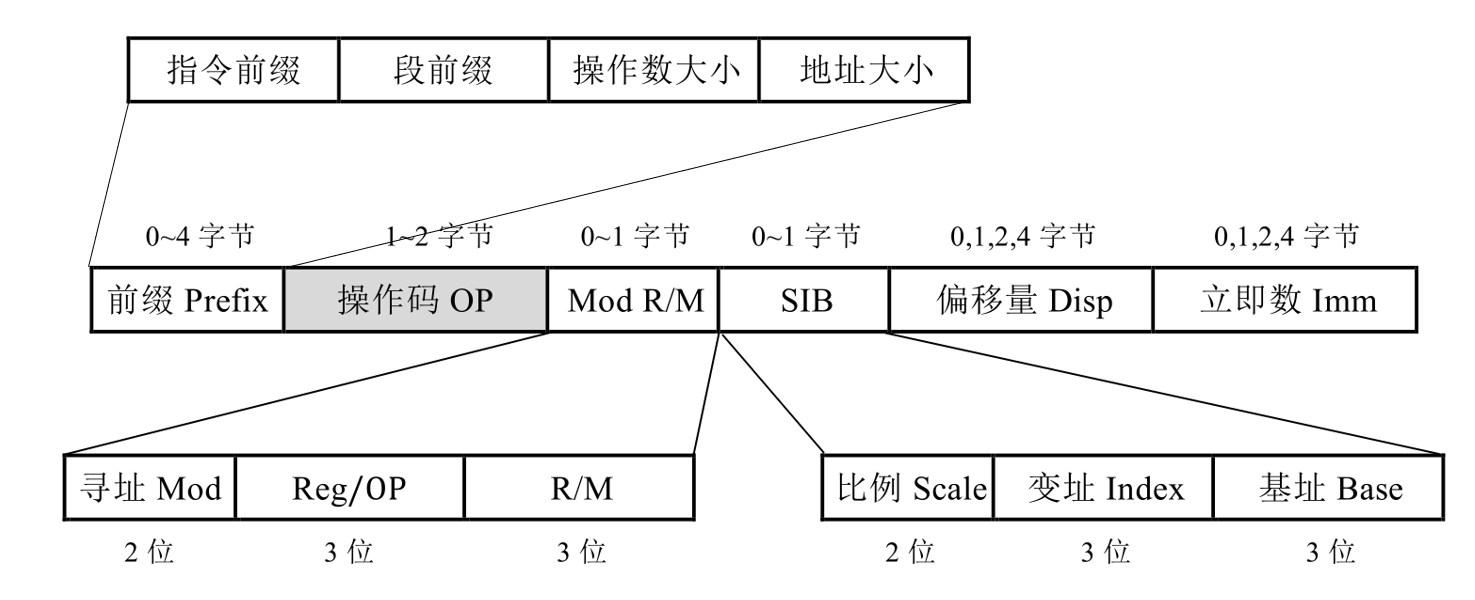 指令前缀 段前缀 操作数大小 地址大小
0~4 字节 1~2 字节 0~1 字节 0~1 字节 0,1,2,4 字节 0,1,2,4 字节
前缀 Prefix 操作码 OP Mod R/M SIB 偏移量 Disp 立即数 Imm
寻址 Mod Reg/OP R/M 比例 Scale 变址 Index 基址 Base
2 位 3 位 3 位 2 位 3 位 3 位